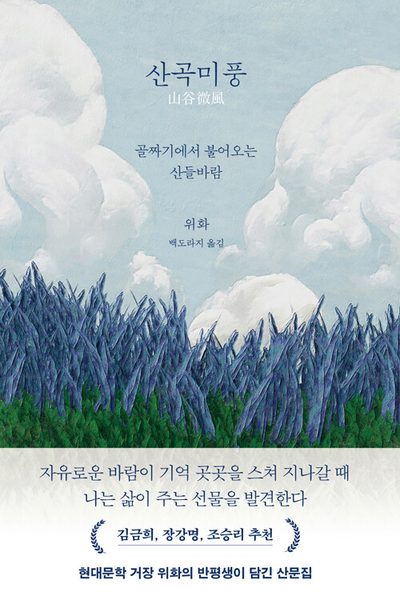 산곡미풍
山谷微風
골짜기에서 불어오는
산들바람
위화
백도라지 옮김
자유로운 바람이 기억 곳곳을 스쳐 지나갈 때
나는 삶이 주는 선물을 발견한다
김금희, 장강명, 조승리 추천
현대문학 거장 위화의 반평생이 담긴 산문집